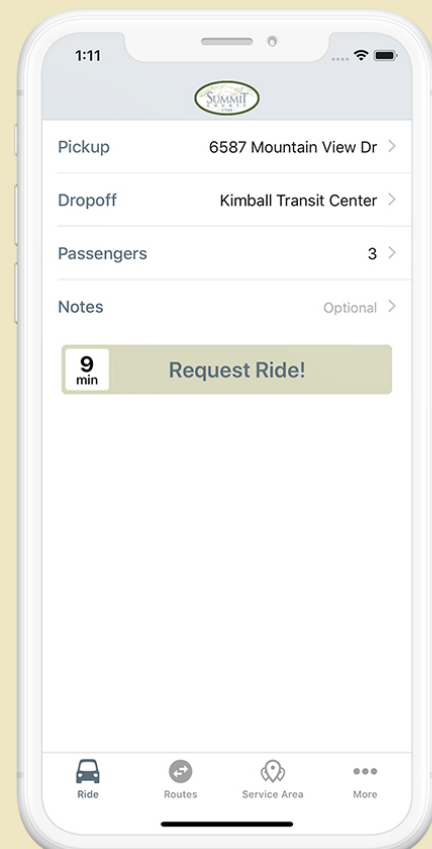 1:11
SUMMIT
COUNTY
Pickup 6587 Mountain View Dr
Dropoff Kimball Transit Center
Passengers 3
Notes Optional
9
min
Request Ride!
Ride Routes Service Area More